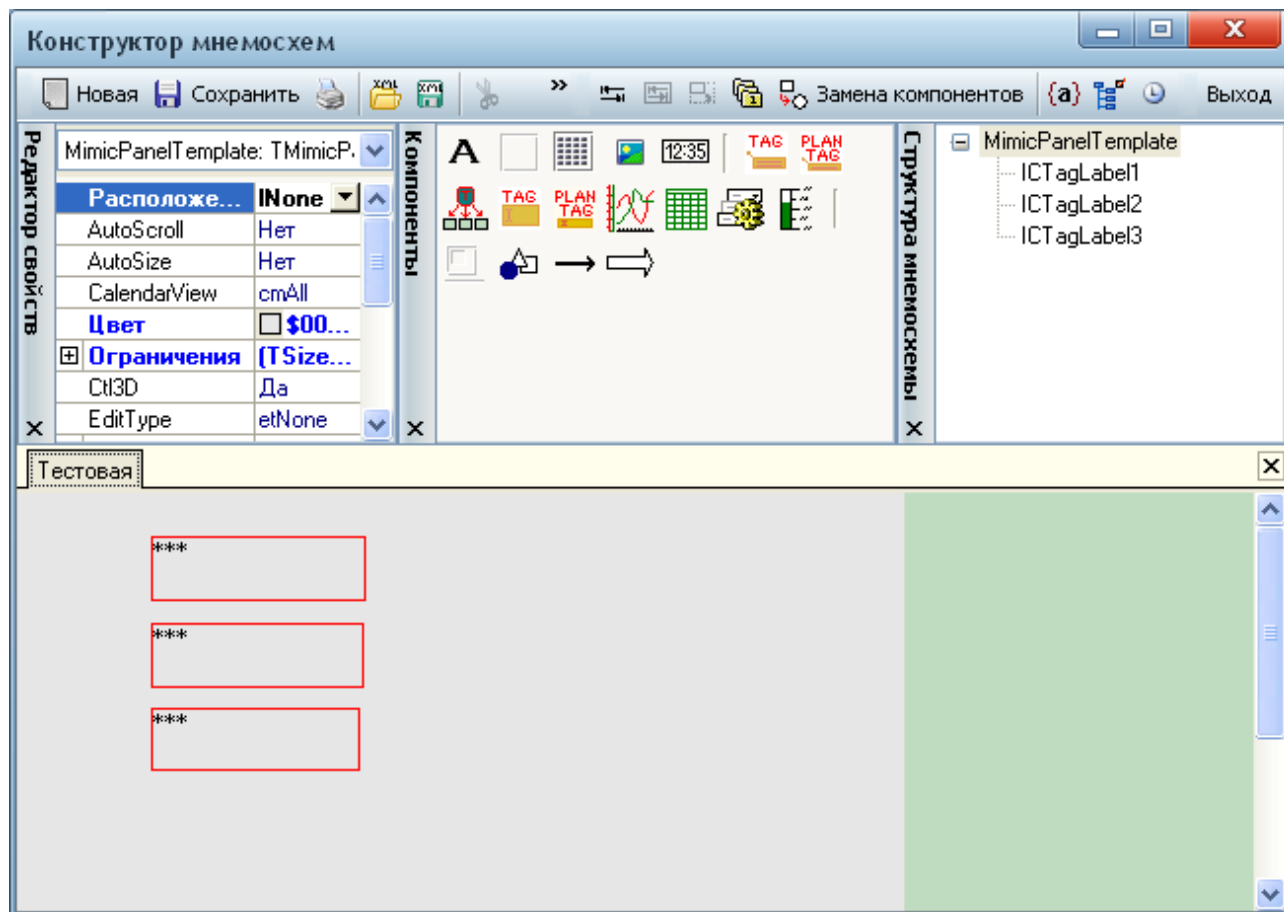 Конструктор мнемосхем
Новая Сохранить XML XML » Замена компонентов {a} Выход
Редактор свойств
MimicPanelTemplate: TMimicP
Расположе... lNone
AutoScroll Нет
AutoSize Нет
CalendarView cmAll
Цвет $00...
Ограничения (TSize...
Ctl3D Да
EditType etNone
Компоненты
A 12:35 TAG PLAN TAG
TAG PLAN TAG
Структура мнемосхемы
MimicPanelTemplate
ICTagLabel1
ICTagLabel2
ICTagLabel3
Тестовая
***
***
***